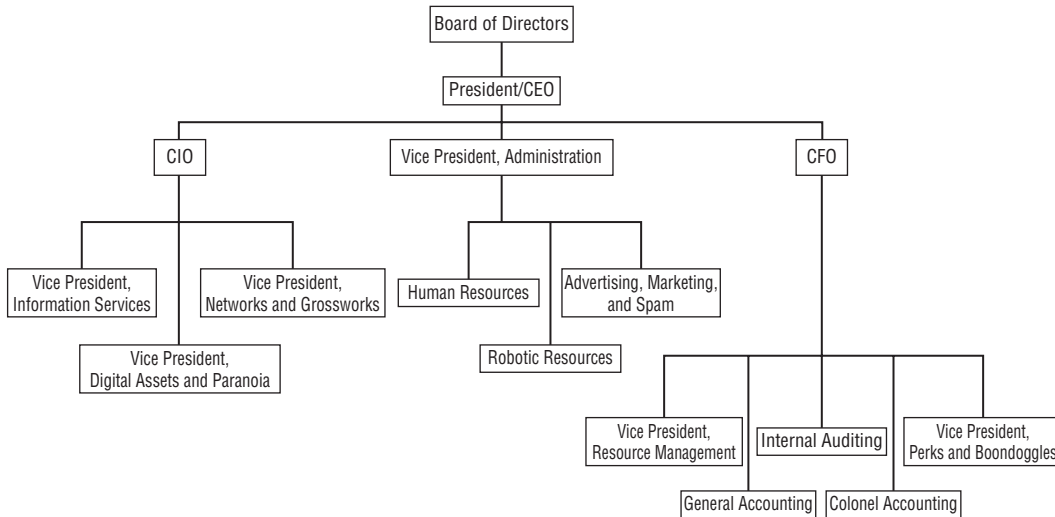 Board of Directors
President/CEO
CIO
Vice President, Administration
CFO
Vice President,
Information Services
Vice President,
Networks and Grossworks
Human Resources
Advertising, Marketing,
and Spam
Vice President,
Digital Assets and Paranoia
Robotic Resources
Vice President,
Resource Management
Internal Auditing
Vice President,
Perks and Boondoggles
General Accounting
Colonel Accounting